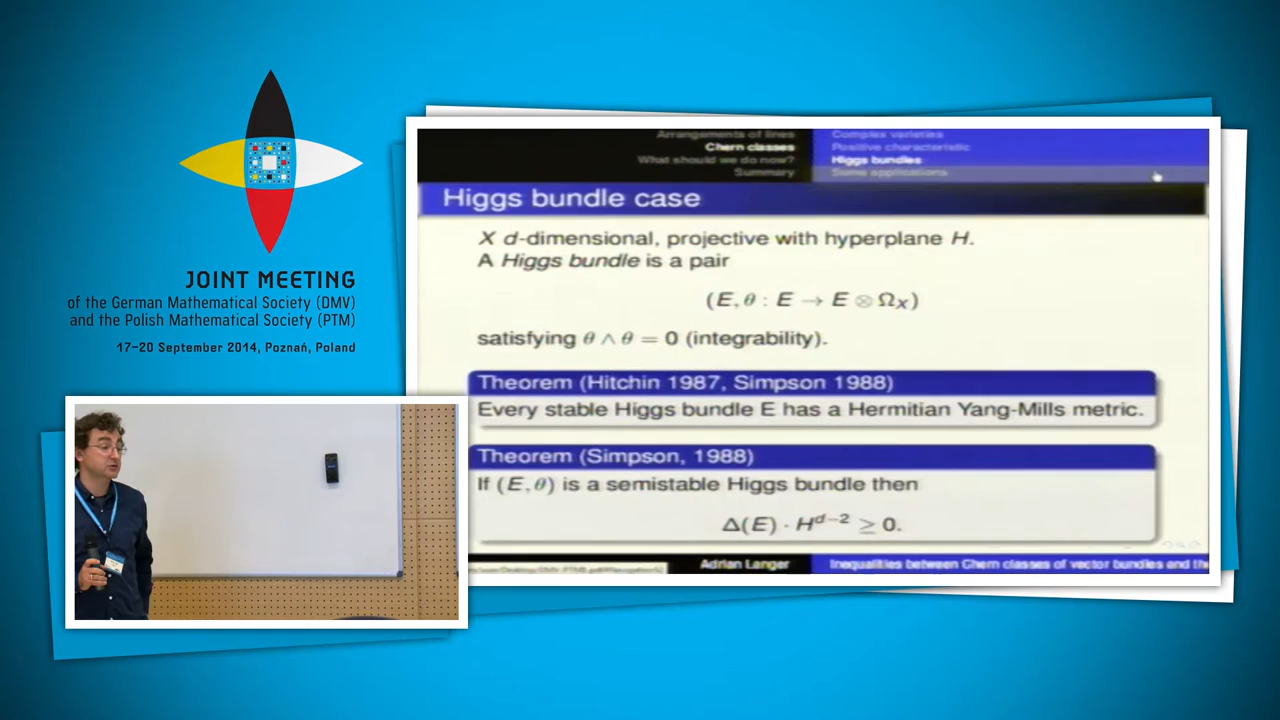 JOINT MEETING
of the German Mathematical Society (DMV)
and the Polish Mathematical Society (PTM)
17–20 September 2014, Poznań, Poland
Arrangements of lines
Chern classes
What should we do now?
Summary
Complex varieties
Positive characteristic
Higgs bundles
Some applications
Higgs bundle case
X d-dimensional, projective with hyperplane H.
A Higgs bundle is a pair
(E, θ : E → E ⊗ Ω_X)
satisfying θ ∧ θ = 0 (integrability).
Theorem (Hitchin 1987, Simpson 1988)
Every stable Higgs bundle E has a Hermitian Yang-Mills metric.
Theorem (Simpson, 1988)
If (E, θ) is a semistable Higgs bundle then
Δ(E) · H^{d−2} ≥ 0.
Adrian Langer
Inequalities between Chern classes of vector bundles and